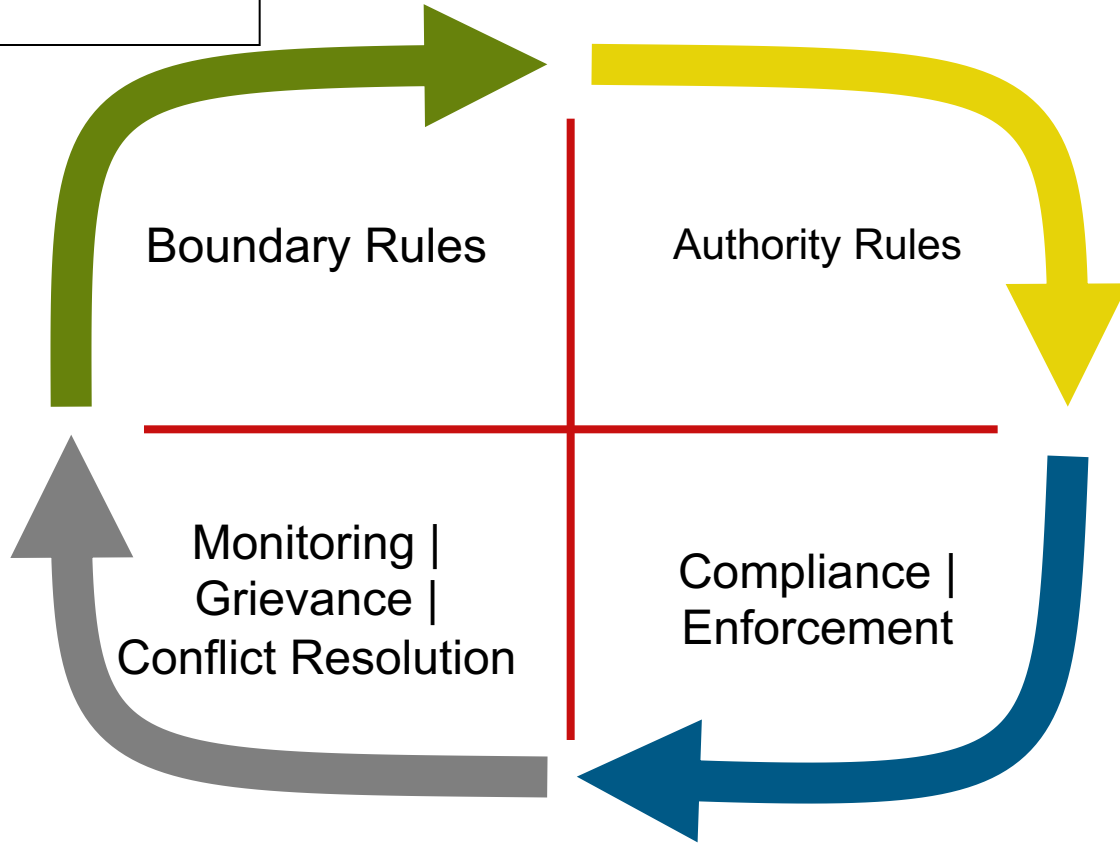 Boundary Rules
Authority Rules
Monitoring |
Grievance |
Conflict Resolution
Compliance |
Enforcement